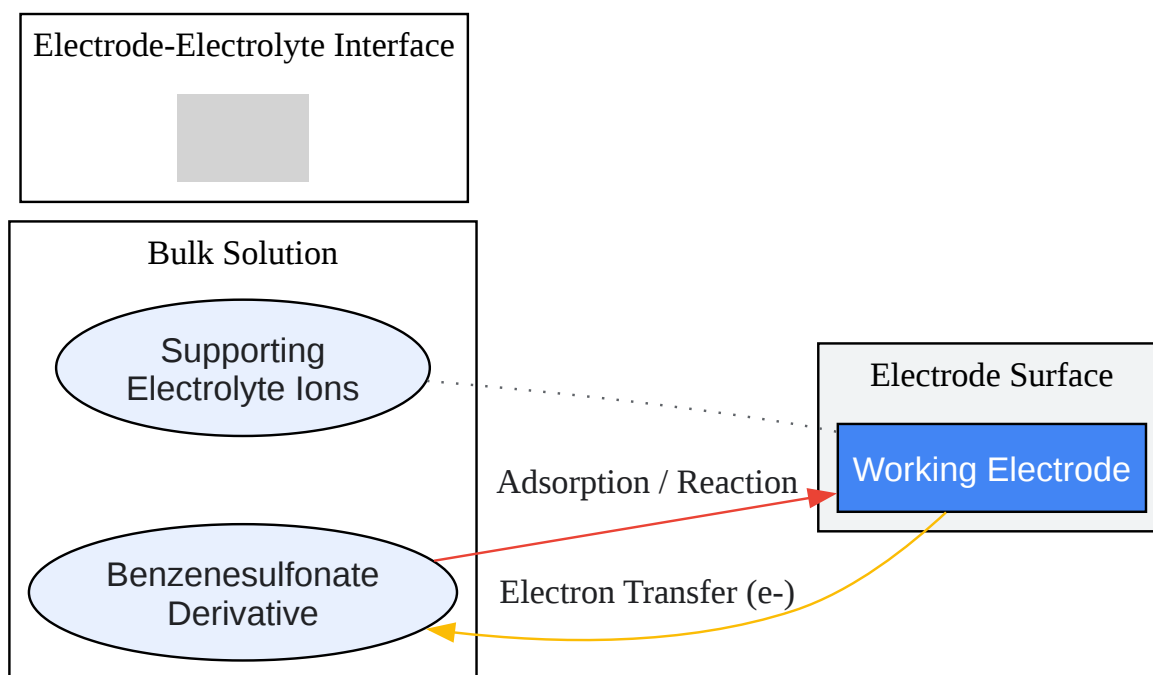 Electrode-Electrolyte Interface
Bulk Solution
Supporting
Electrolyte Ions
Electrode Surface
Working Electrode
Adsorption / Reaction
Benzenesulfonate
Derivative
Electron Transfer (e-)